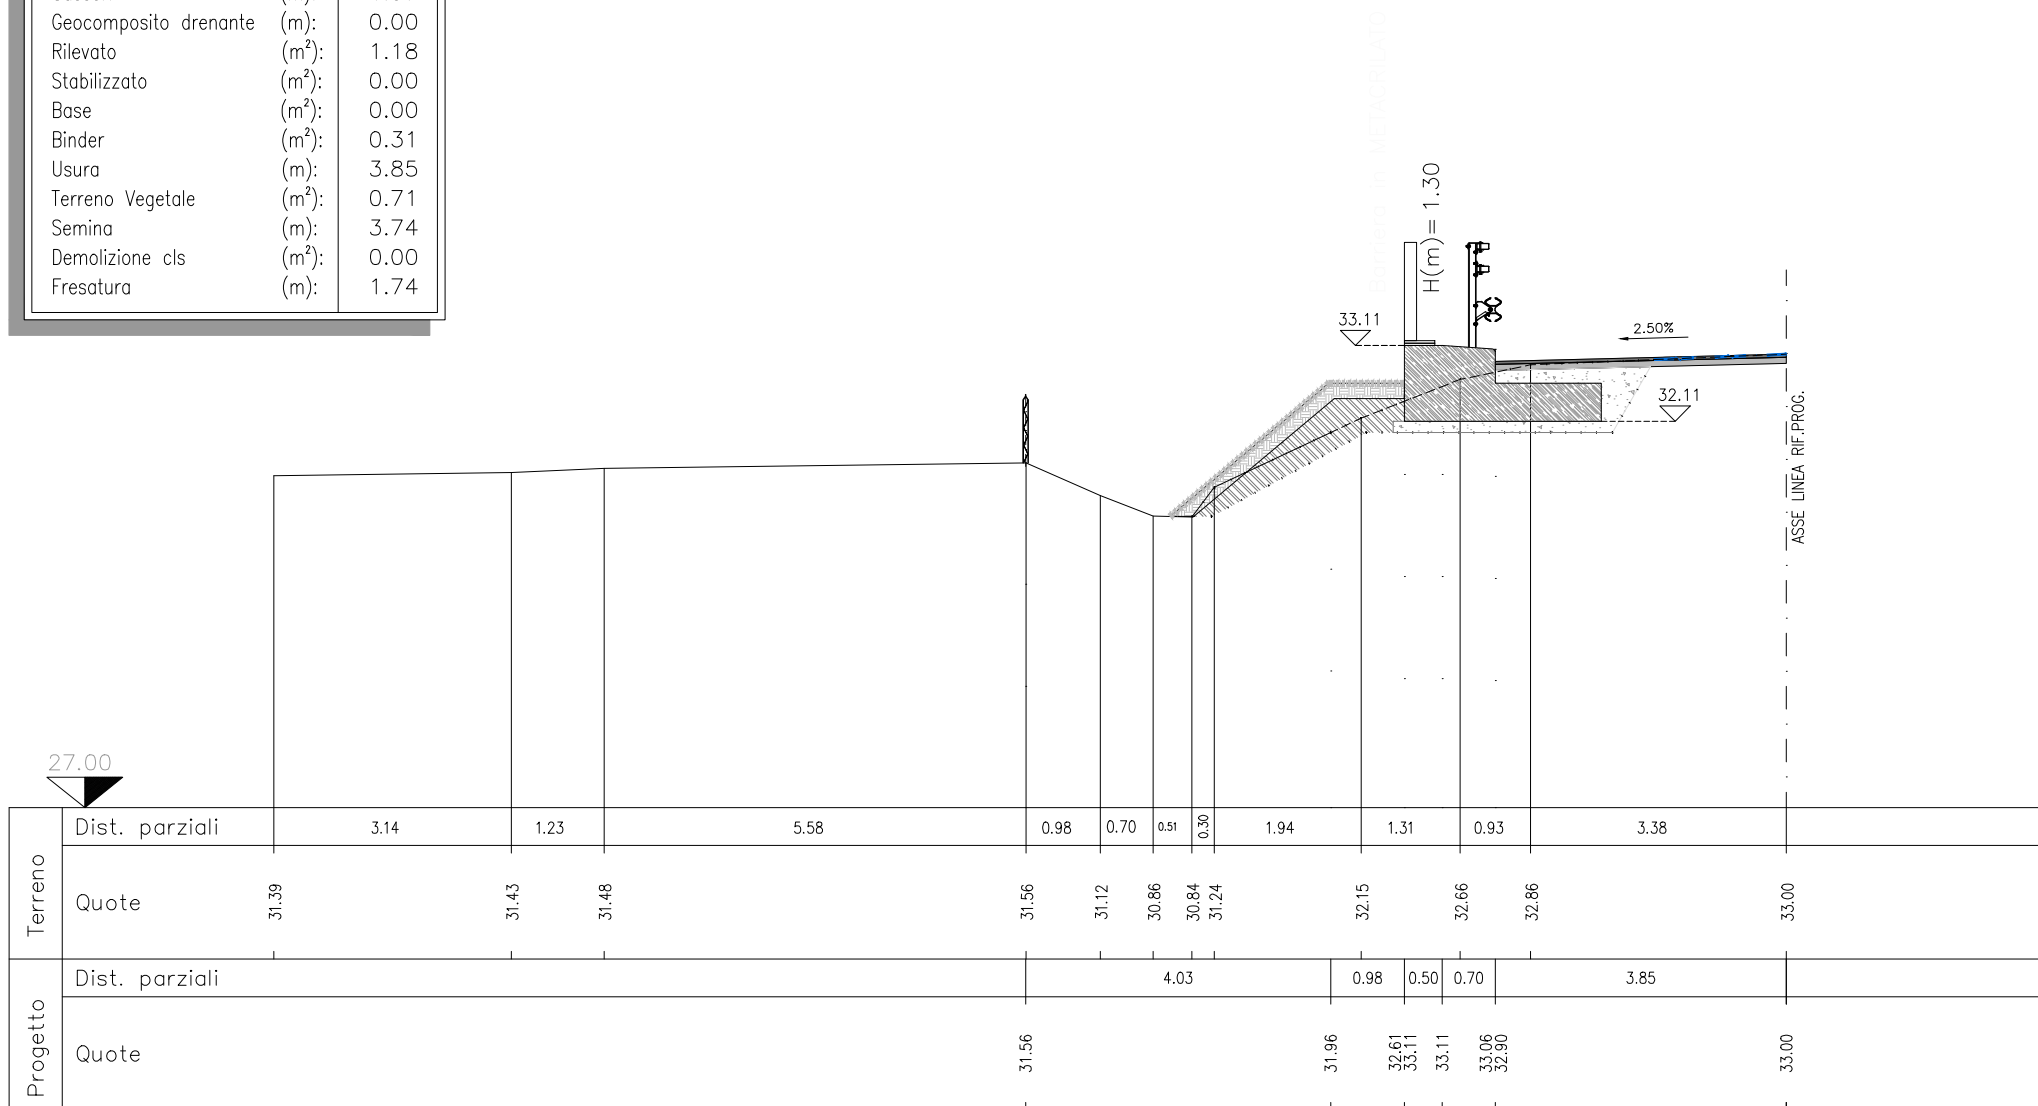 Geocomposito drenante (m): 0.00
Rilevato (m²): 1.18
Stabilizzato (m²): 0.00
Base (m²): 0.00
Binder (m²): 0.31
Usura (m): 3.85
Terreno Vegetale (m²): 0.71
Semina (m): 3.74
Demolizione cls (m²): 0.00
Fresatura (m): 1.74
H(m)= 1.30
33.11
2.50%
32.11
ASSE LINEA RIF.PROG.
27.00
Terreno
Dist. parziali 3.14 1.23 5.58 0.98 0.70 0.51 0.30 1.94 1.31 0.93 3.38
Quote 31.39 31.43 31.48 31.56 31.12 30.86 30.84 31.24 32.15 32.66 32.86 33.00
Progetto
Dist. parziali 4.03 0.98 0.50 0.70 3.85
Quote 31.56 31.96 32.61 33.11 33.11 33.06 32.90 33.00